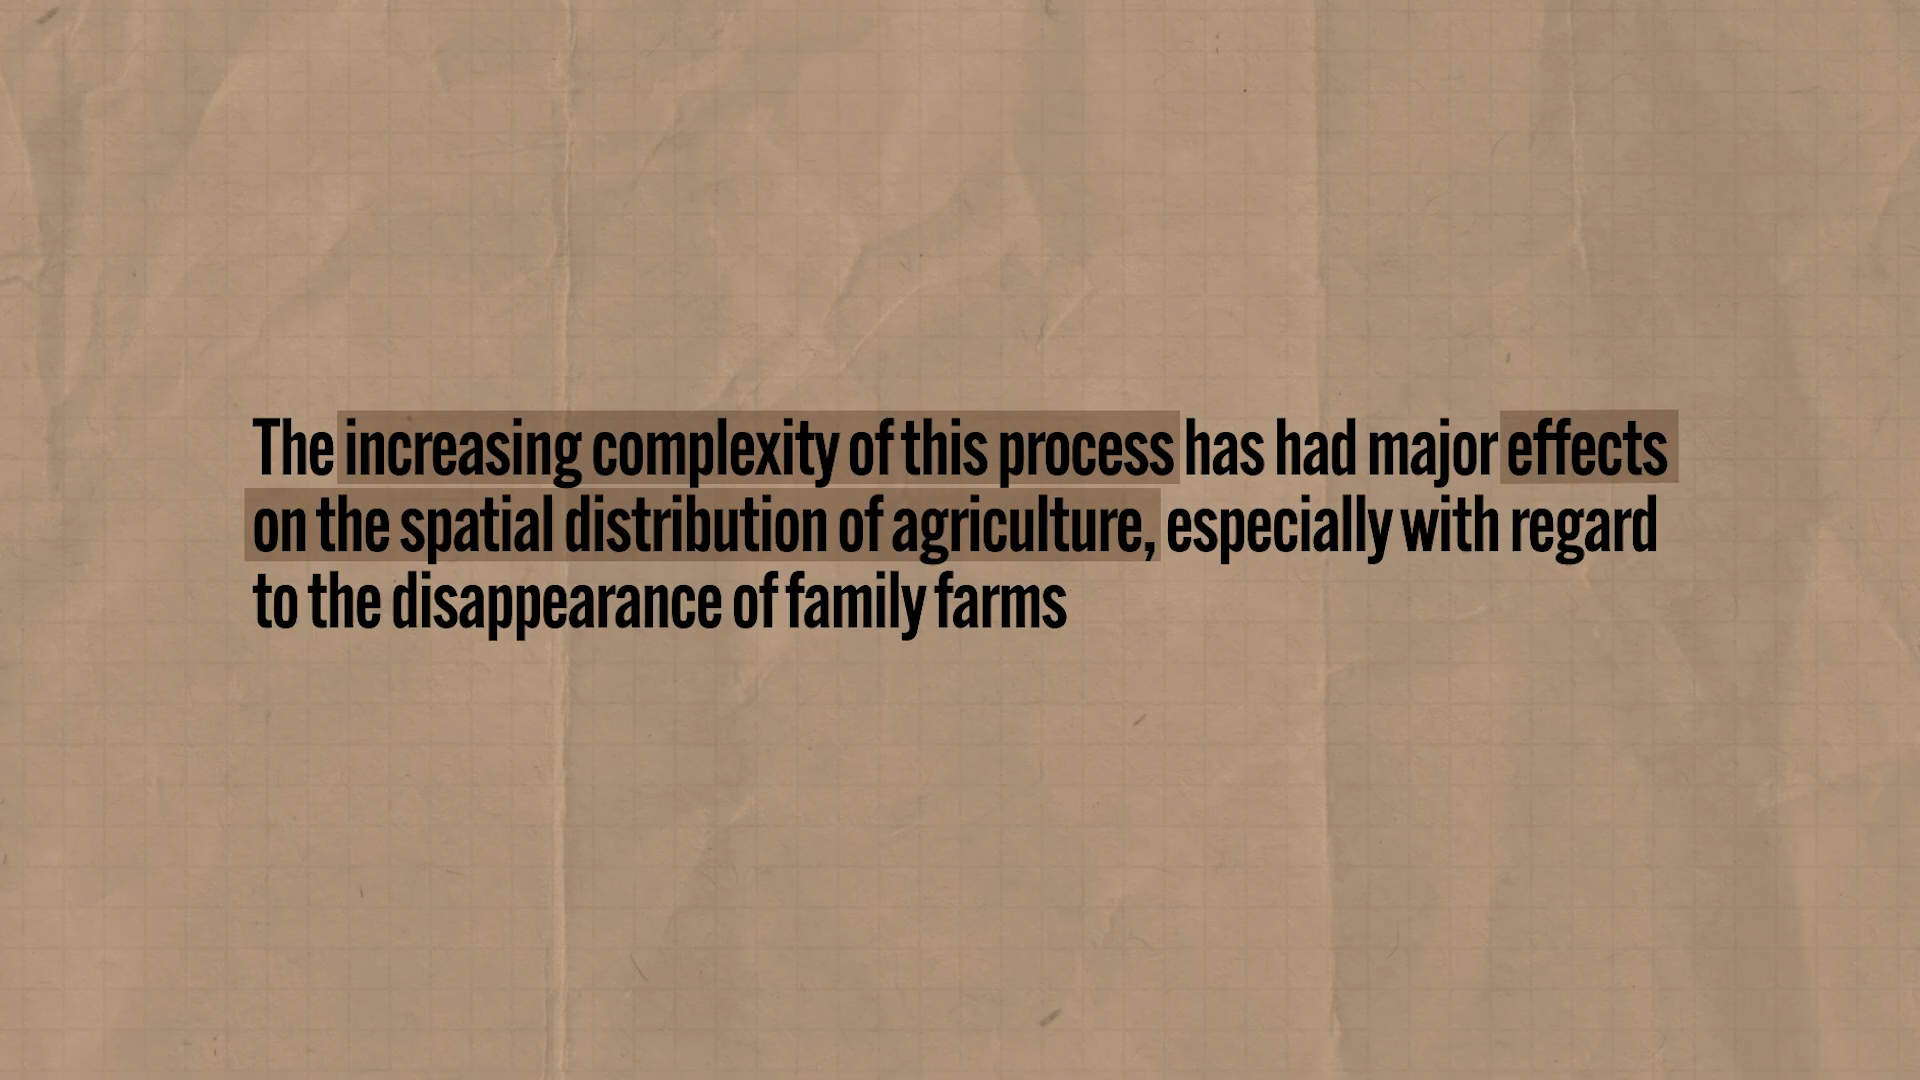 The increasing complexity of this process has had major effects
on the spatial distribution of agriculture, especially with regard
to the disappearance of family farms